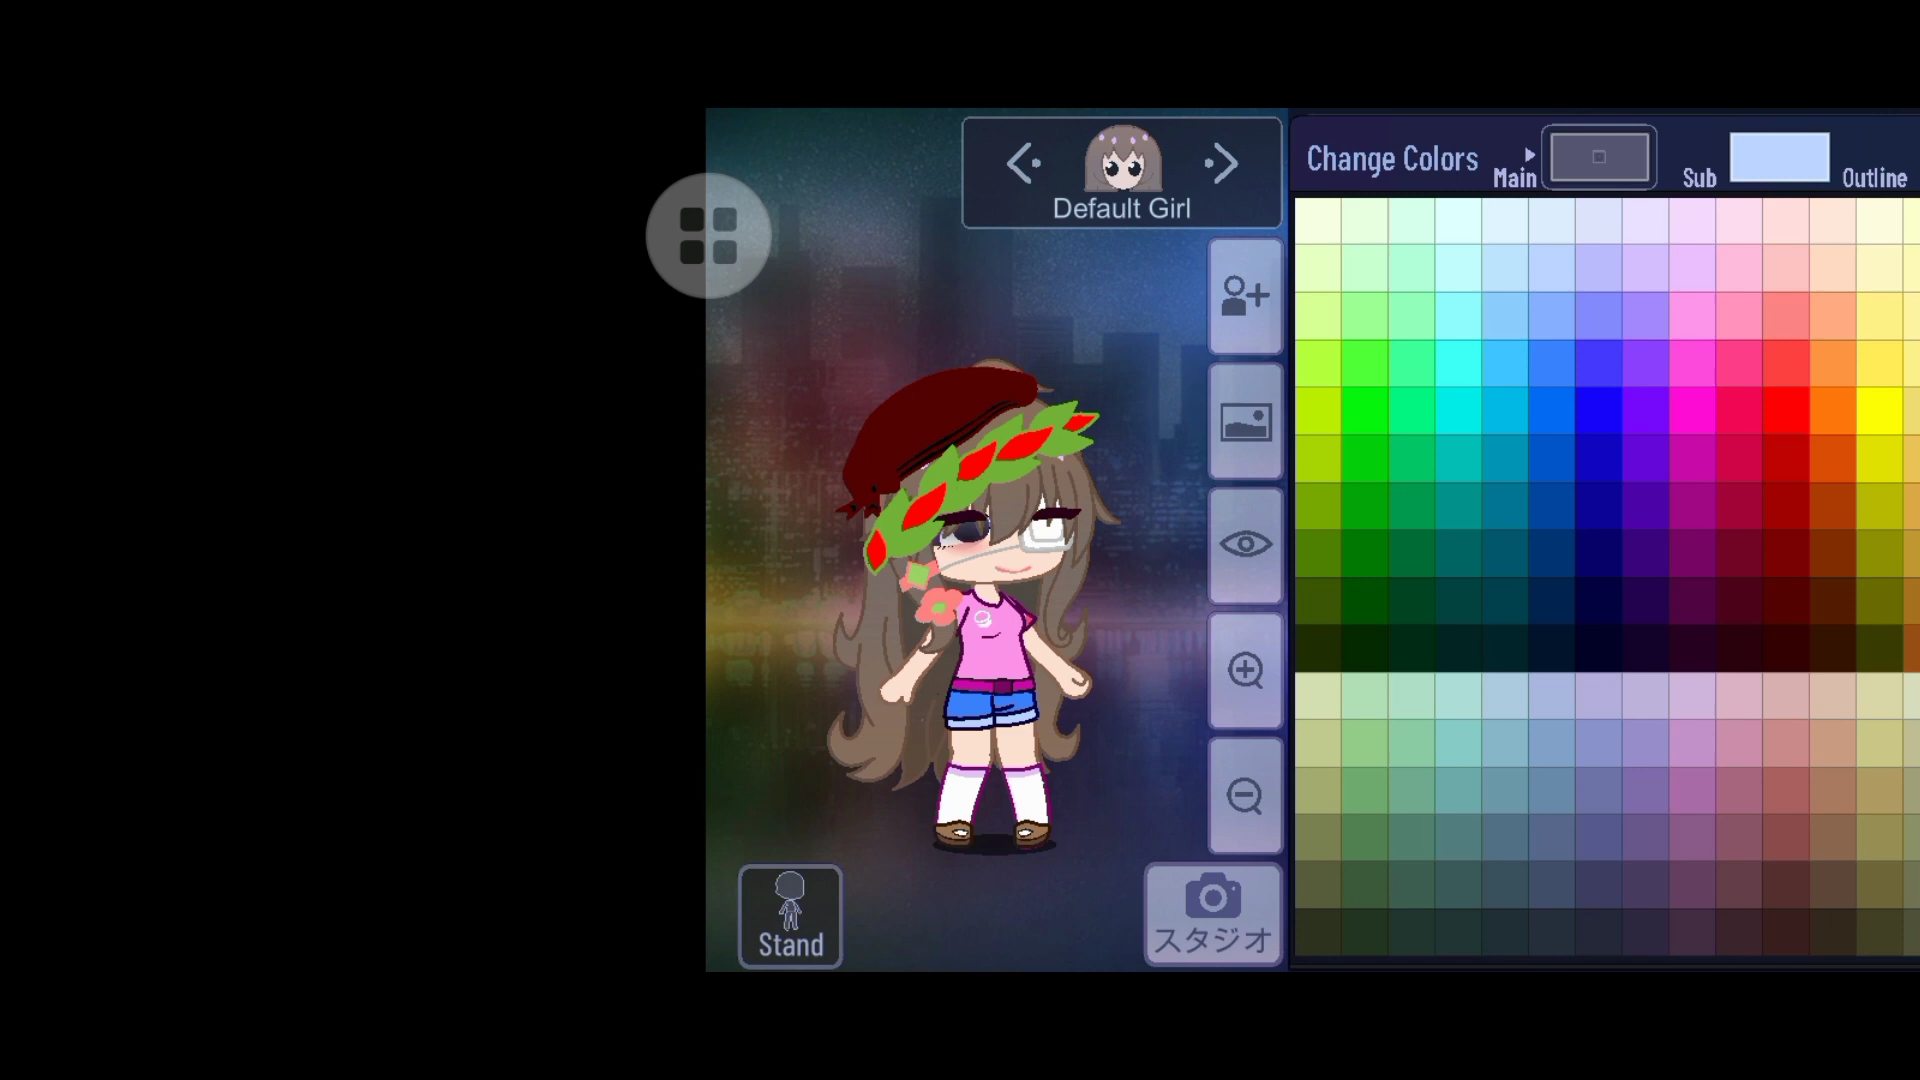 Default Girl
Change Colors
Main
Sub
Outline
Stand
スタジオ